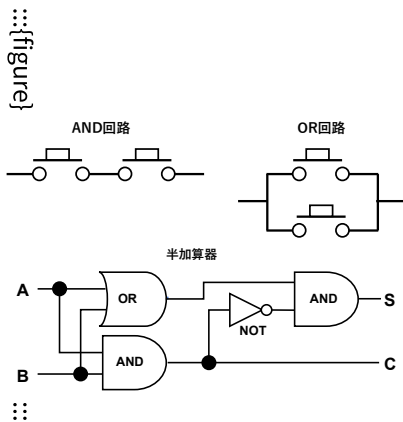 :::{figure}
AND回路
OR回路
半加算器
A
OR
AND
S
NOT
B
AND
C
:::